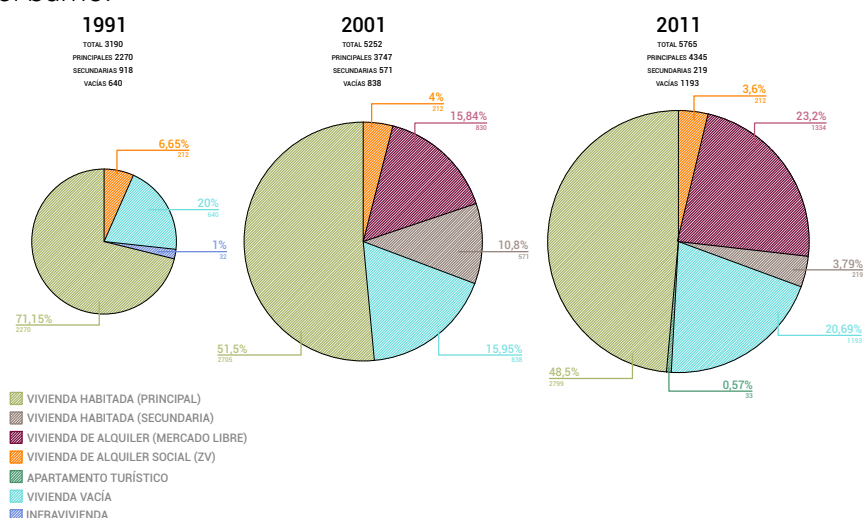 1991
TOTAL 3190
PRINCIPALES 2270
SECUNDARIAS 918
VACÍAS 640
2001
TOTAL 5252
PRINCIPALES 3747
SECUNDARIAS 571
VACÍAS 838
2011
TOTAL 5765
PRINCIPALES 4345
SECUNDARIAS 219
VACÍAS 1193
6,65%
212
20%
640
1%
32
71,15%
2270
4%
212
15,84%
830
10,8%
571
15,95%
838
51,5%
2705
3,6%
212
23,2%
1334
3,79%
219
20,69%
1193
0,57%
33
48,5%
2799
VIVIENDA HABITADA (PRINCIPAL)
VIVIENDA HABITADA (SECUNDARIA)
VIVIENDA DE ALQUILER (MERCADO LIBRE)
VIVIENDA DE ALQUILER SOCIAL (ZV)
APARTAMENTO TURÍSTICO
VIVIENDA VACÍA
INFRAVIVIENDA